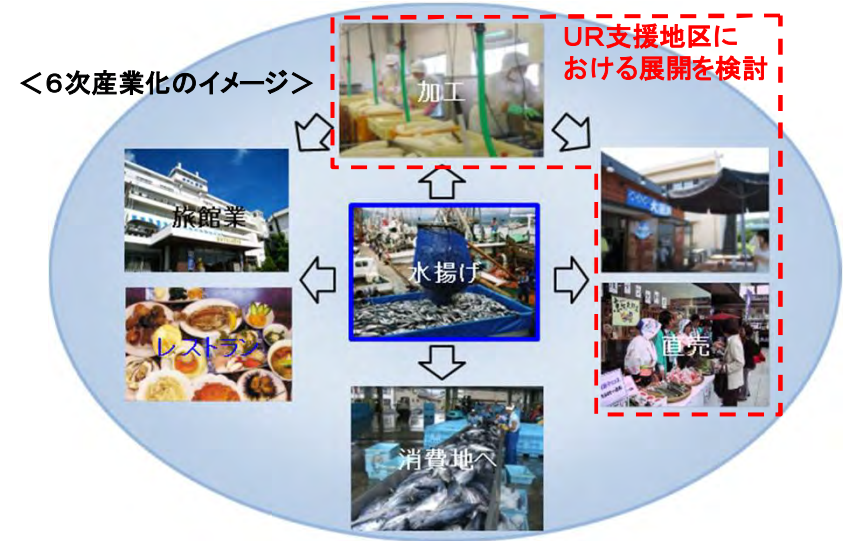 UR支援地区に
おける展開を検討
<6次産業化のイメージ>
加工
旅館業
水揚げ
レストラン
直売
消費地へ